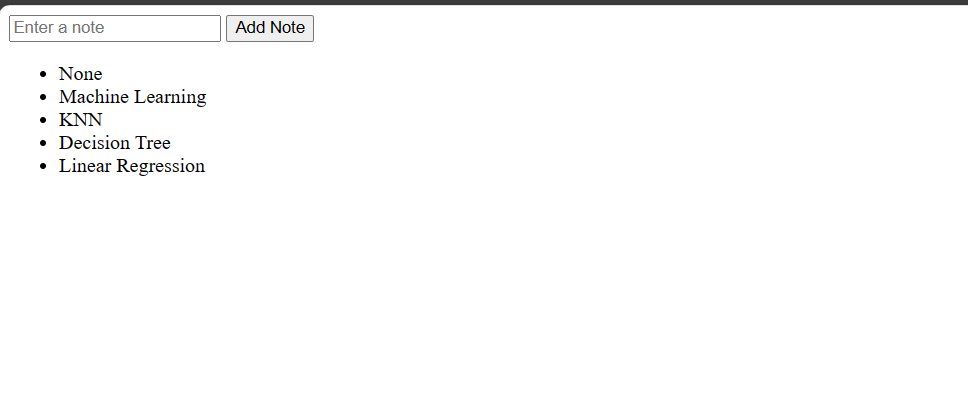 Enter a note Add Note
None
Machine Learning
KNN
Decision Tree
Linear Regression